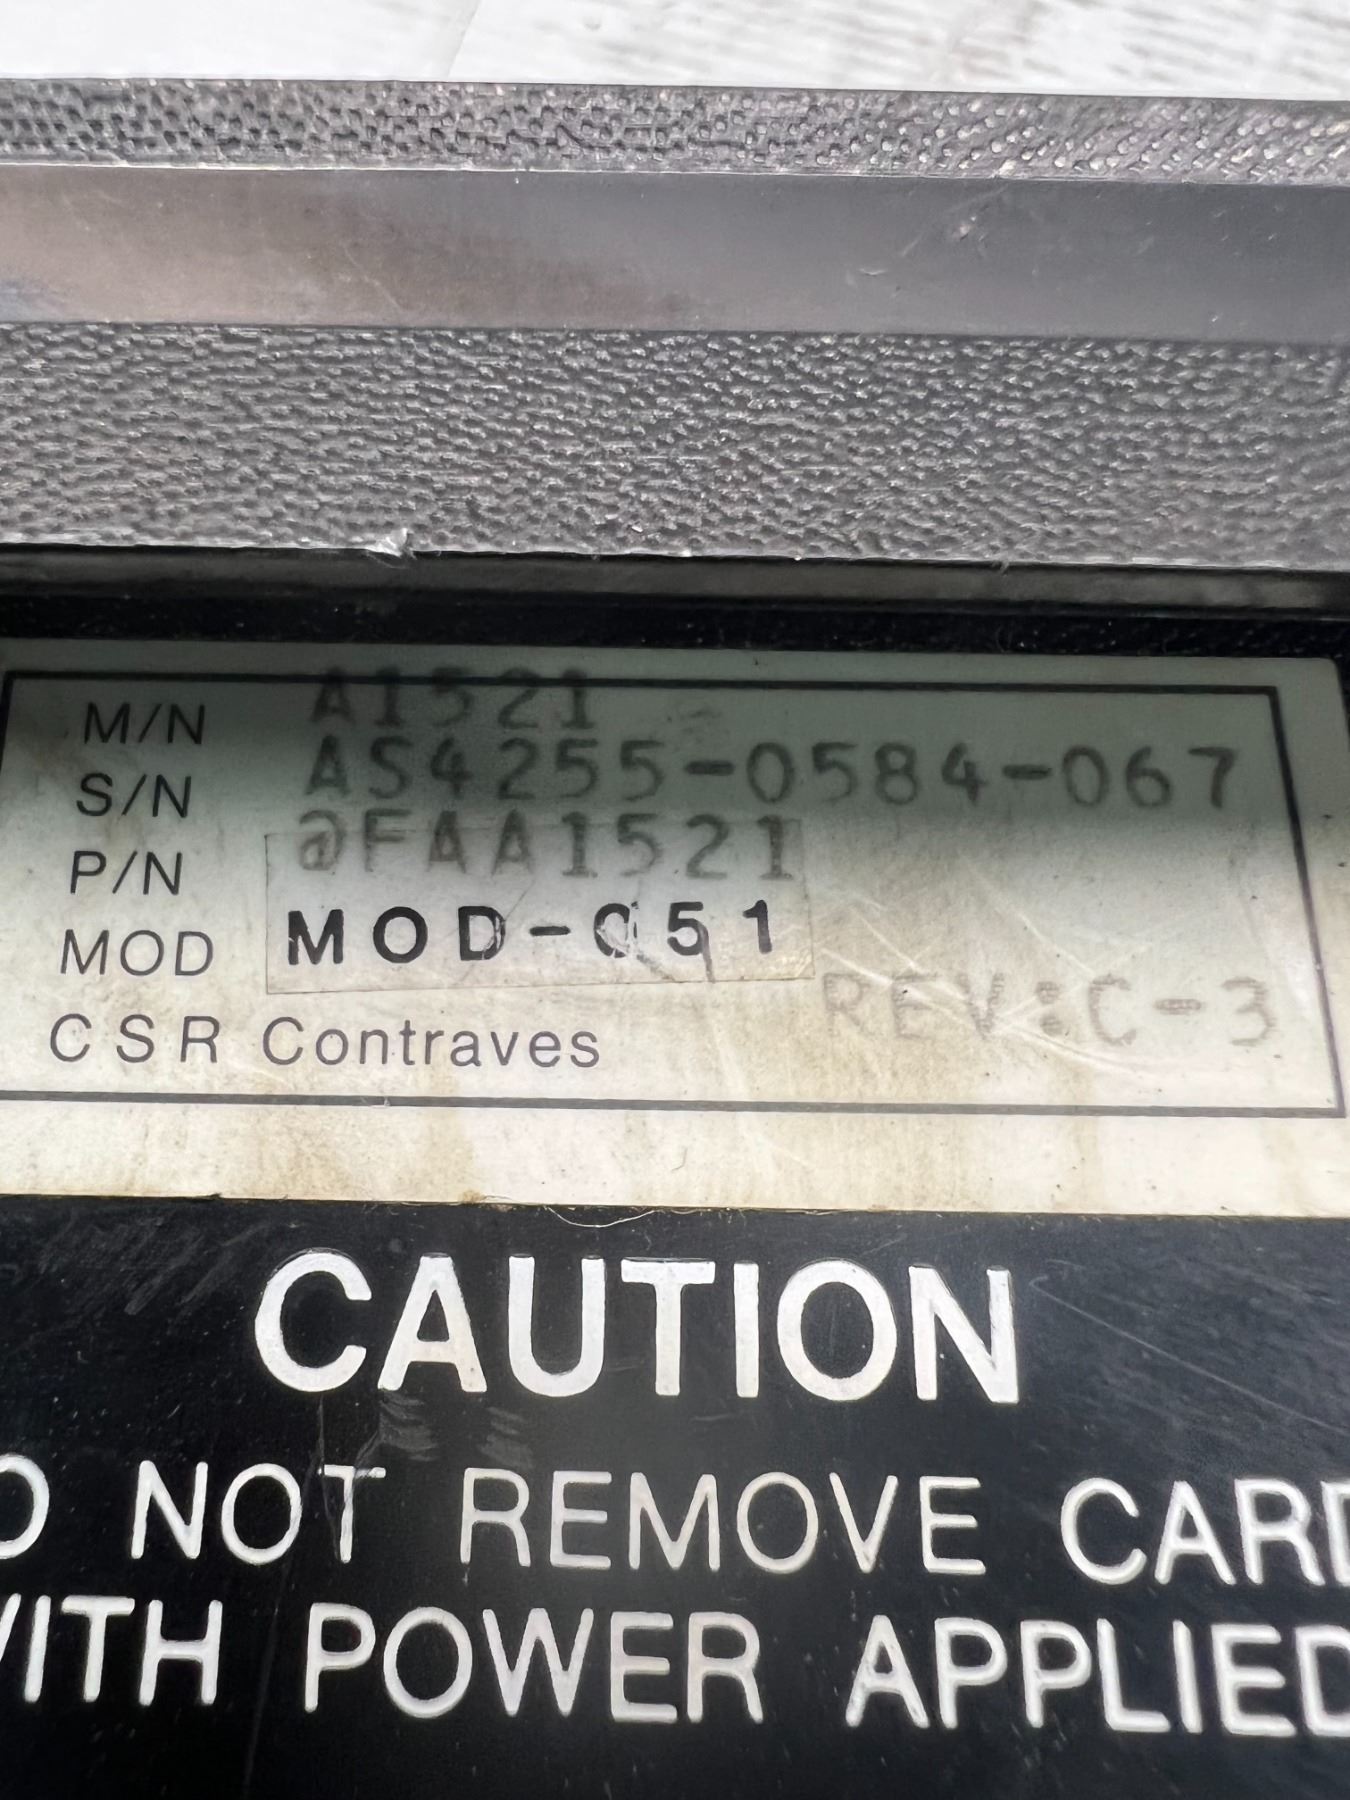 M/N A1521
S/N AS4255-0584-067
P/N @FAA1521
MOD MOD-051
REV:C-3
CSR Contraves
CAUTION
O NOT REMOVE CARD
WITH POWER APPLIED